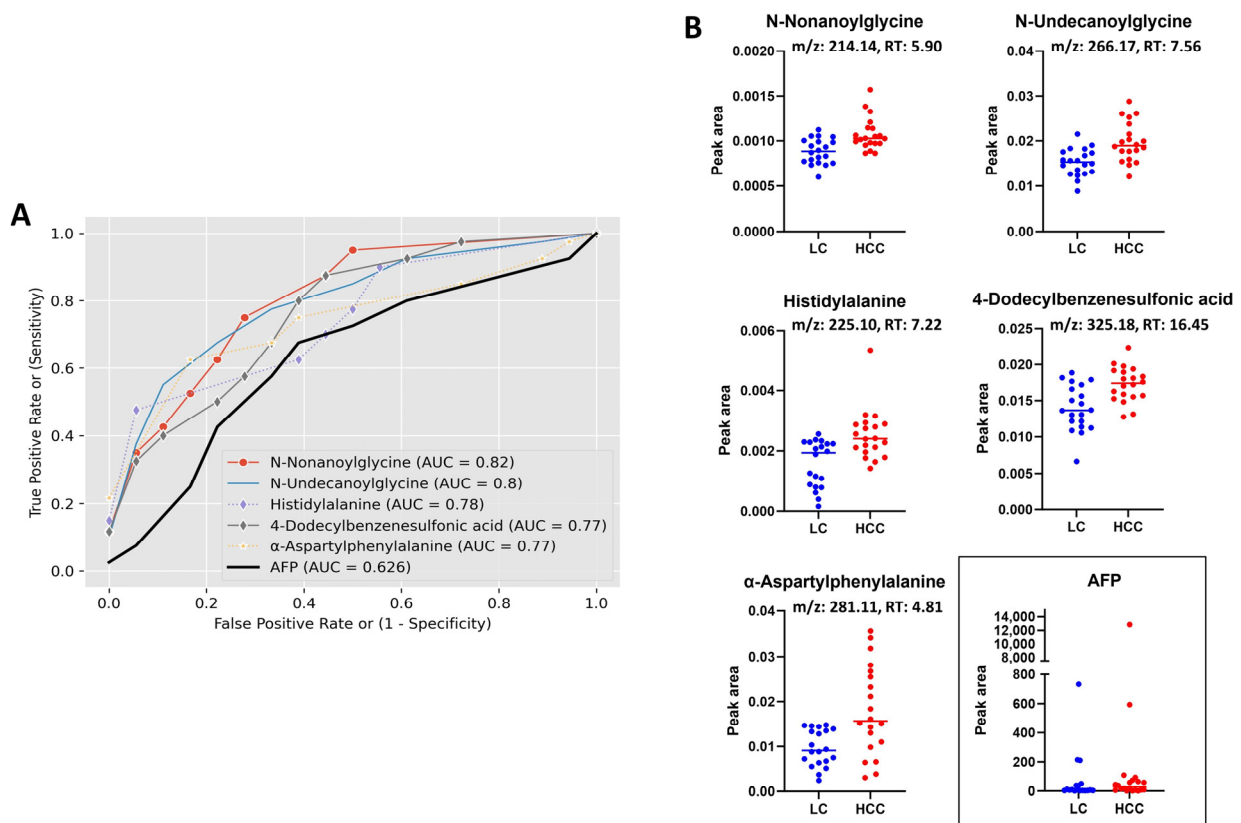 A
True Positive Rate or (Sensitivity)
1.0
0.8
0.6
0.4
0.2
0.0
N-Nonanoylglycine (AUC = 0.82)
N-Undecanoylglycine (AUC = 0.8)
Histidylalanine (AUC = 0.78)
4-Dodecylbenzenesulfonic acid (AUC = 0.77)
α-Aspartylphenylalanine (AUC = 0.77)
AFP (AUC = 0.626)
0.0 0.2 0.4 0.6 0.8 1.0
False Positive Rate or (1 - Specificity)
B
N-Nonanoylglycine
m/z: 214.14, RT: 5.90
Peak area
0.0020
0.0015
0.0010
0.0005
0.0000
LC HCC
N-Undecanoylglycine
m/z: 266.17, RT: 7.56
Peak area
0.04
0.03
0.02
0.01
0.00
LC HCC
Histidylalanine
m/z: 225.10, RT: 7.22
Peak area
0.006
0.004
0.002
0.000
LC HCC
4-Dodecylbenzenesulfonic acid
m/z: 325.18, RT: 16.45
Peak area
0.025
0.020
0.015
0.010
0.005
0.000
LC HCC
α-Aspartylphenylalanine
m/z: 281.11, RT: 4.81
Peak area
0.04
0.03
0.02
0.01
0.00
LC HCC
AFP
Peak area
14,000
12,000
10,000
8,000
800
600
400
200
0
LC HCC